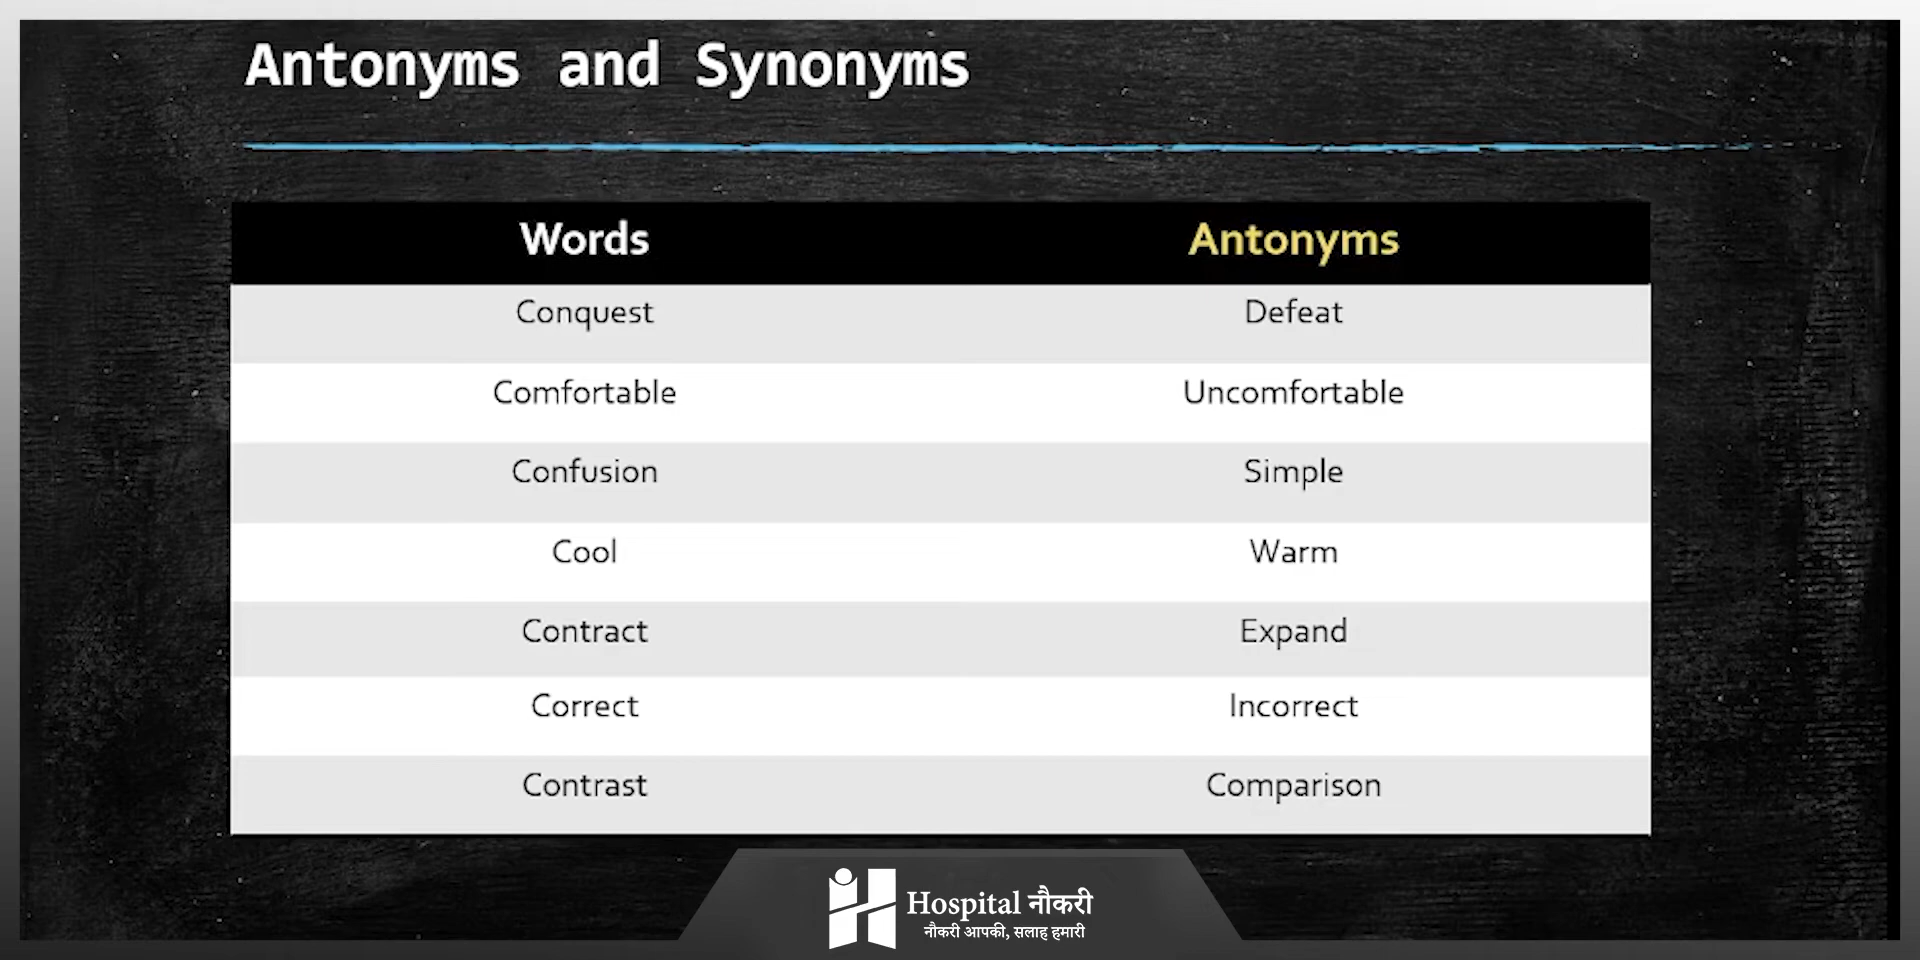 Antonyms and Synonyms
Words Antonyms
Conquest Defeat
Comfortable Uncomfortable
Confusion Simple
Cool Warm
Contract Expand
Correct Incorrect
Contrast Comparison
Hospital नौकरी
नौकरी आपकी, सलाह हमारी